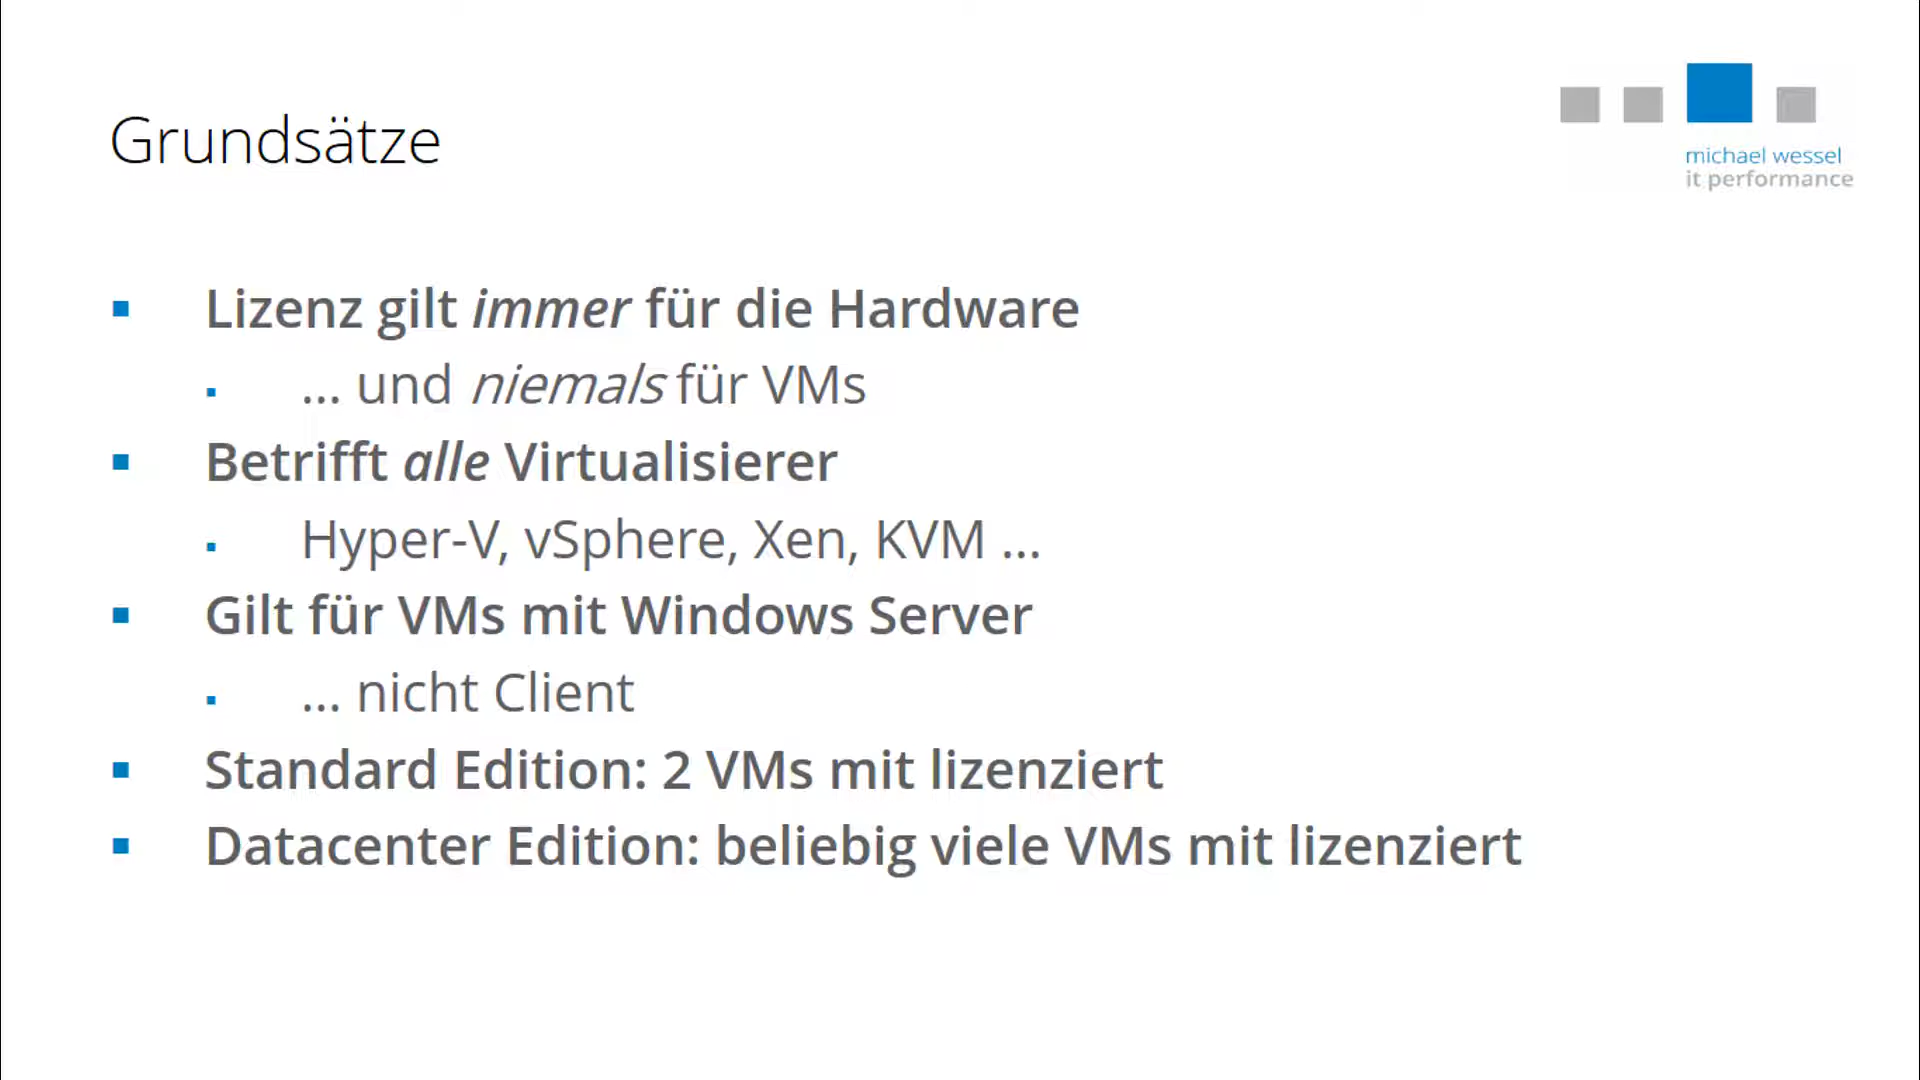 Grundsätze
michael wessel
it performance
Lizenz gilt immer für die Hardware
... und niemals für VMs
Betrifft alle Virtualisierer
Hyper-V, vSphere, Xen, KVM ...
Gilt für VMs mit Windows Server
... nicht Client
Standard Edition: 2 VMs mit lizenziert
Datacenter Edition: beliebig viele VMs mit lizenziert